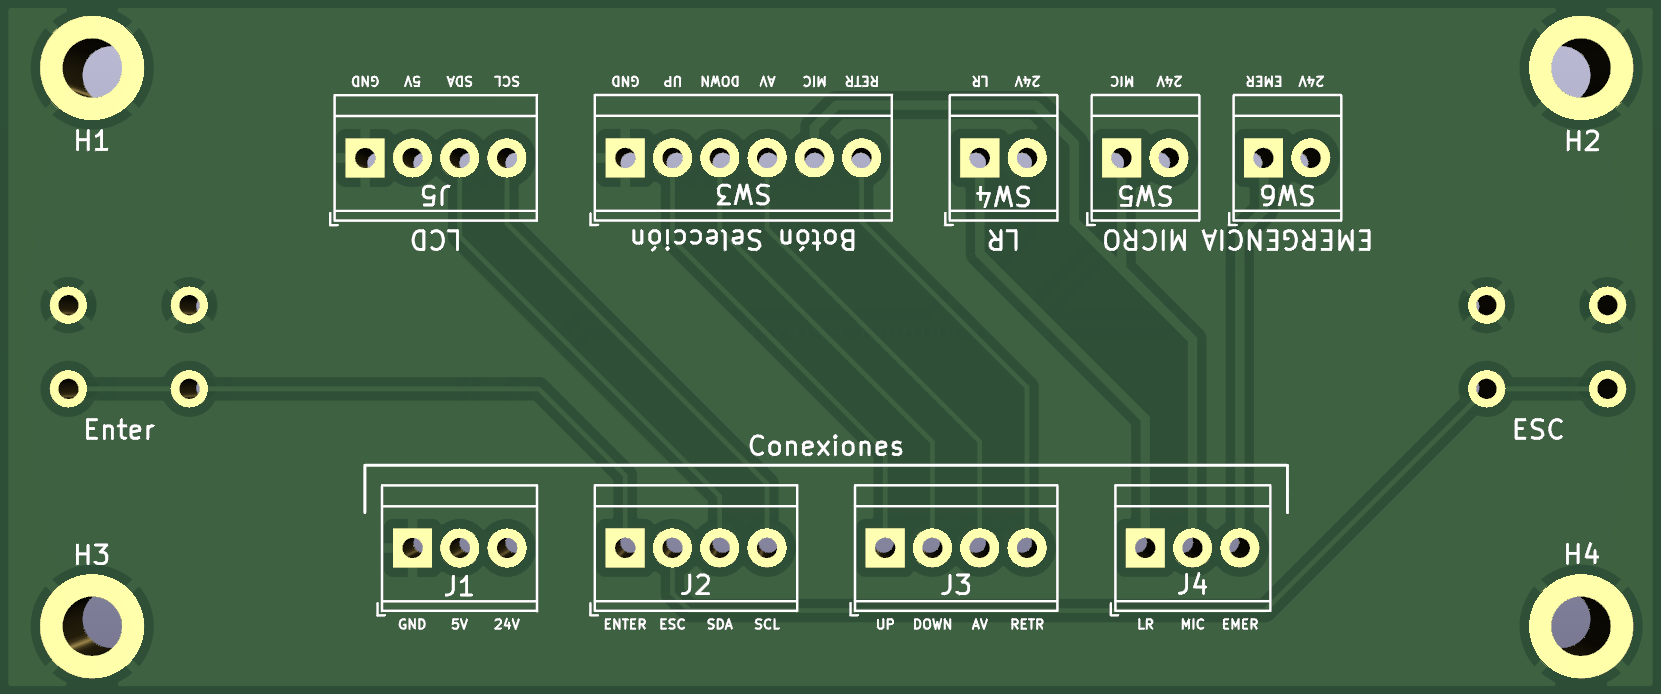 GND 5V SDA SCL
GND UP DOWN AV MIC RETR
LR 24V
MIC 24V
EMER 24V
H1
H2
J5
SW3
SW4
SW5
SW6
LCD
Botón Selección
LR
MICRO
EMERGENCIA
Enter
ESC
Conexiones
H3
H4
J1
J2
J3
J4
GND 5V 24V
ENTER ESC SDA SCL
UP DOWN AV RETR
LR MIC EMER